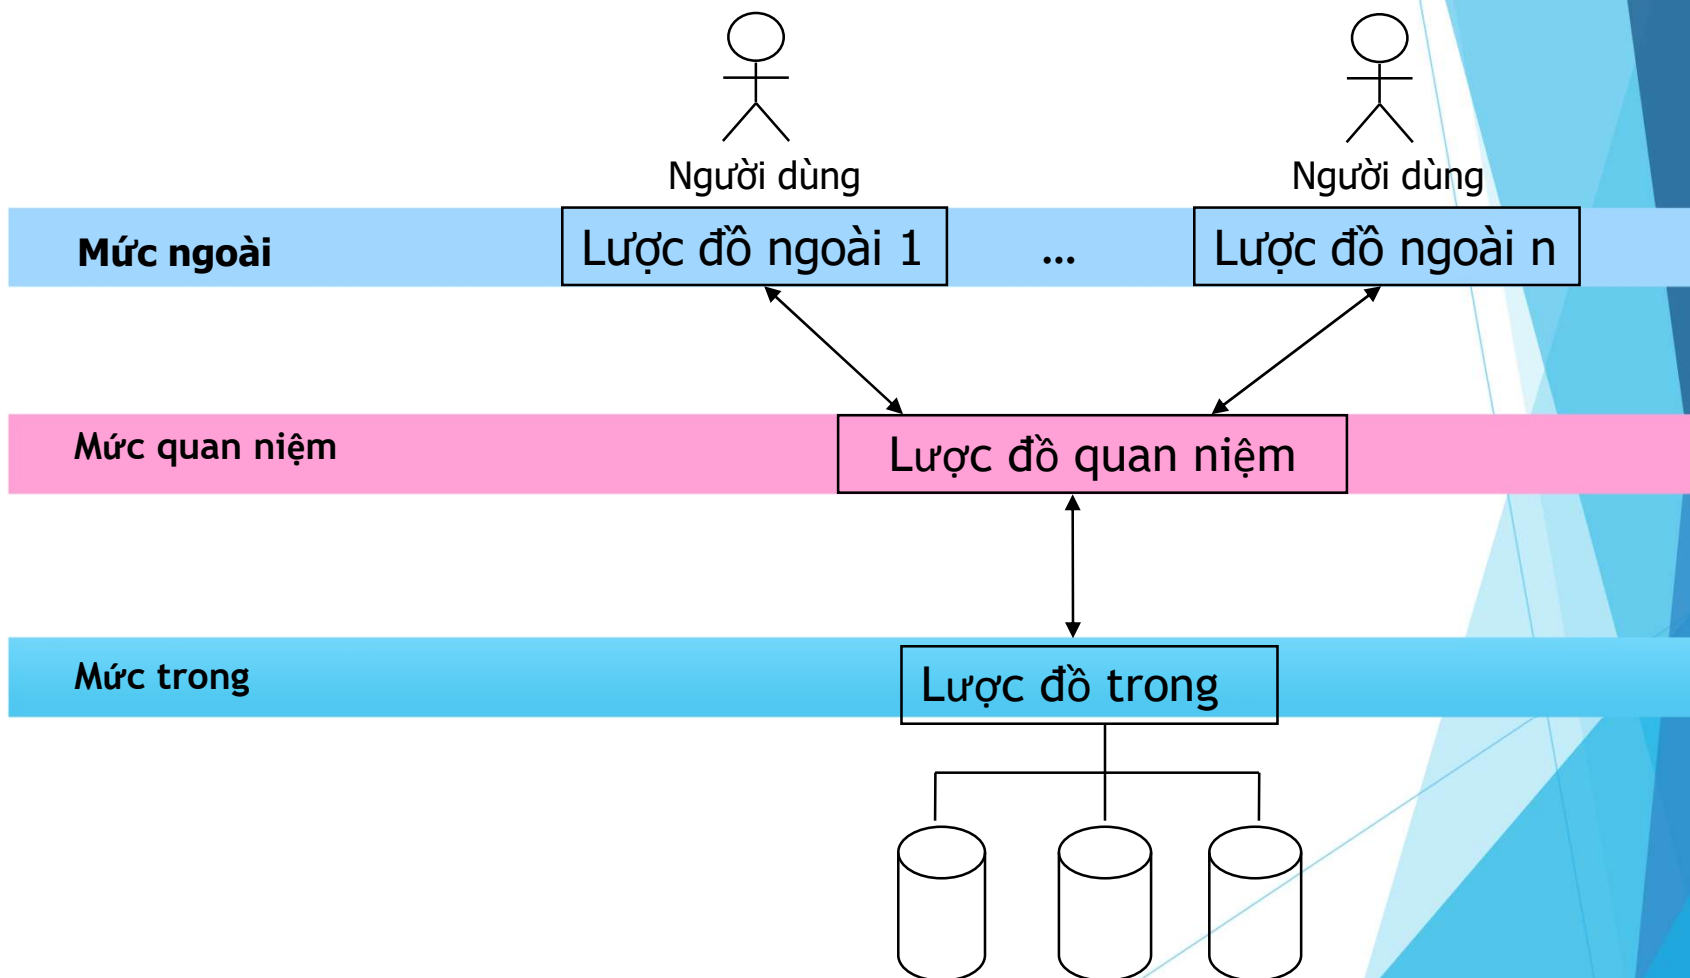 Người dùng
Người dùng
Mức ngoài
Lược đồ ngoài 1
...
Lược đồ ngoài n
Mức quan niệm
Lược đồ quan niệm
Mức trong
Lược đồ trong